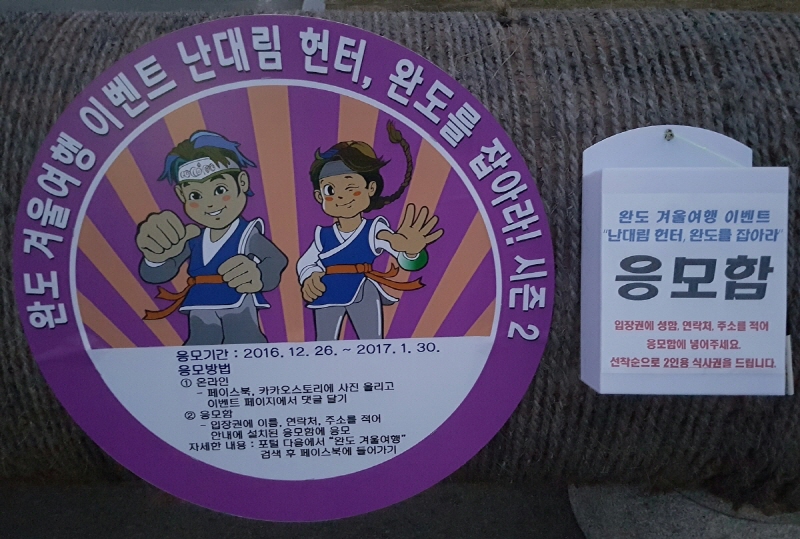 완도 겨울여행 이벤트 난대림 헌터, 완도를 잡아라! 시즌 2
응모기간 : 2016. 12. 26. ~ 2017. 1. 30.
응모방법
① 온라인
- 페이스북, 카카오스토리에 사진 올리고
이벤트 페이지에서 댓글 달기
② 응모함
- 입장권에 이름, 연락처, 주소를 적어
안내에 설치된 응모함에 응모
자세한 내용 : 포털 다음에서 "완도 겨울여행"
검색 후 페이스북에 들어가기
완도 겨울여행 이벤트
"난대림 헌터, 완도를 잡아라"
응모함
입장권에 성함, 연락처, 주소를 적어
응모함에 넣어주세요.
선착순으로 2인용 식사권을 드립니다.